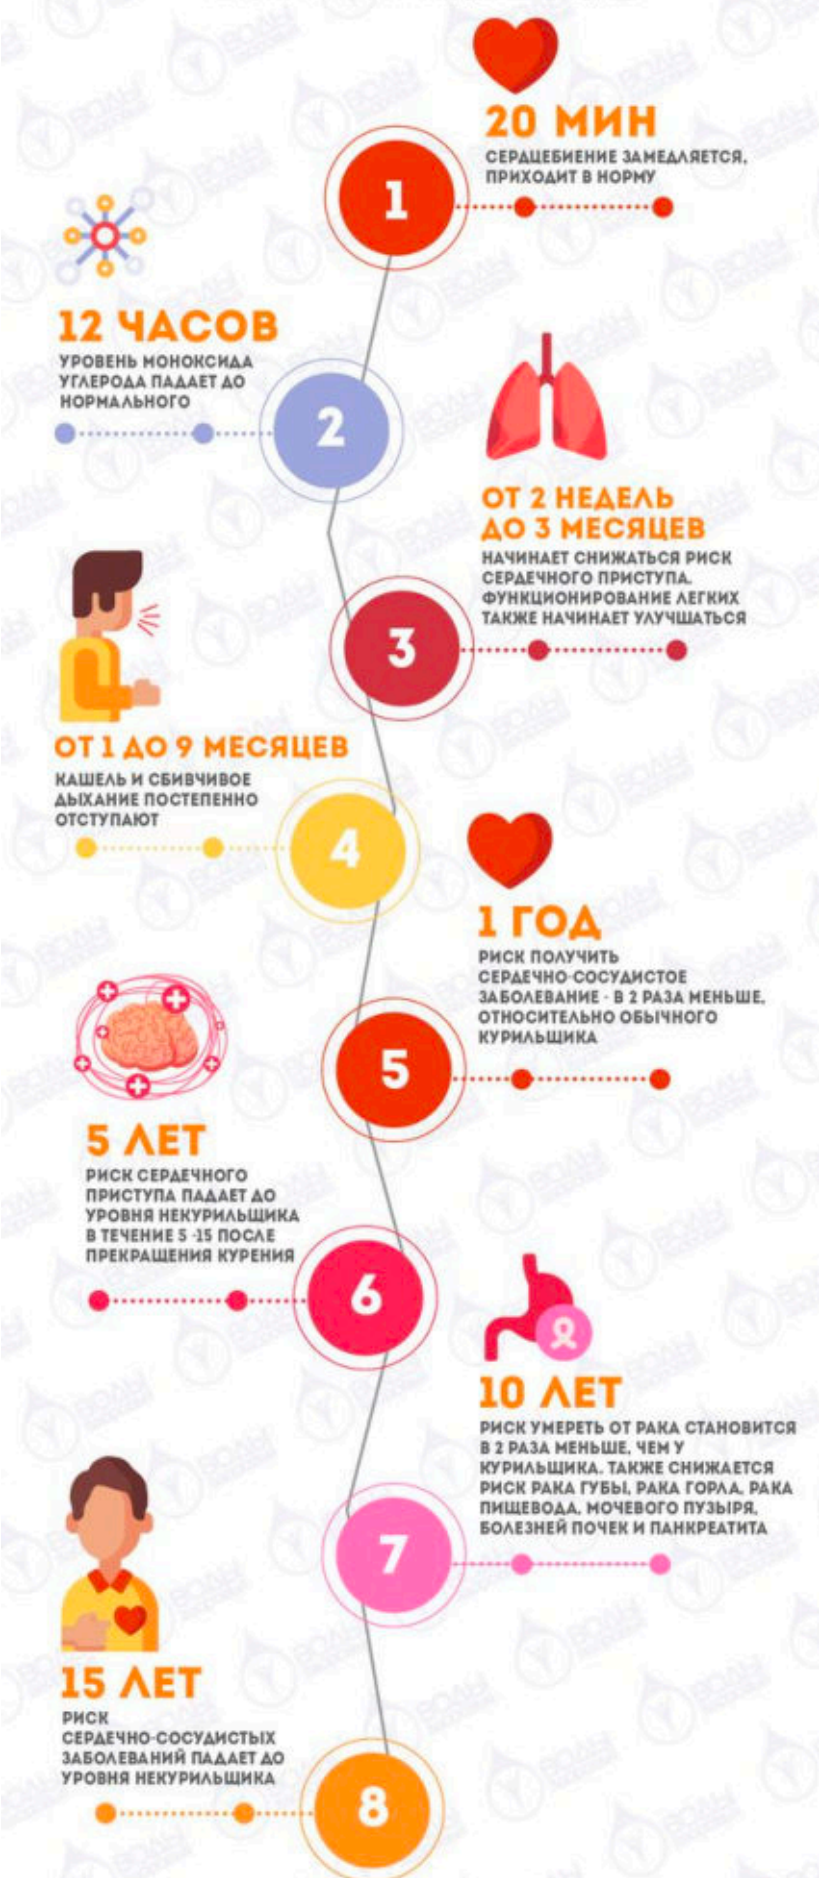 20 МИН
СЕРДЦЕБИЕНИЕ ЗАМЕДЛЯЕТСЯ,
ПРИХОДИТ В НОРМУ
1
12 ЧАСОВ
УРОВЕНЬ МОНОКСИДА
УГЛЕРОДА ПАДАЕТ ДО
НОРМАЛЬНОГО
2
ОТ 2 НЕДЕЛЬ
ДО 3 МЕСЯЦЕВ
НАЧИНАЕТ СНИЖАТЬСЯ РИСК
СЕРДЕЧНОГО ПРИСТУПА.
ФУНКЦИОНИРОВАНИЕ ЛЕГКИХ
ТАКЖЕ НАЧИНАЕТ УЛУЧШАТЬСЯ
3
ОТ 1 ДО 9 МЕСЯЦЕВ
КАШЕЛЬ И СБИВЧИВОЕ
ДЫХАНИЕ ПОСТЕПЕННО
ОТСТУПАЮТ
4
1 ГОД
РИСК ПОЛУЧИТЬ
СЕРДЕЧНО-СОСУДИСТОЕ
ЗАБОЛЕВАНИЕ - В 2 РАЗА МЕНЬШЕ,
ОТНОСИТЕЛЬНО ОБЫЧНОГО
КУРИЛЬЩИКА
5
5 ЛЕТ
РИСК СЕРДЕЧНОГО
ПРИСТУПА ПАДАЕТ ДО
УРОВНЯ НЕКУРИЛЬЩИКА
В ТЕЧЕНИЕ 5 -15 ПОСЛЕ
ПРЕКРАЩЕНИЯ КУРЕНИЯ
6
10 ЛЕТ
РИСК УМЕРЕТЬ ОТ РАКА СТАНОВИТСЯ
В 2 РАЗА МЕНЬШЕ, ЧЕМ У
КУРИЛЬЩИКА. ТАКЖЕ СНИЖАЕТСЯ
РИСК РАКА ГУБЫ, РАКА ГОРЛА, РАКА
ПИЩЕВОДА, МОЧЕВОГО ПУЗЫРЯ,
БОЛЕЗНЕЙ ПОЧЕК И ПАНКРЕАТИТА
7
15 ЛЕТ
РИСК
СЕРДЕЧНО-СОСУДИСТЫХ
ЗАБОЛЕВАНИЙ ПАДАЕТ ДО
УРОВНЯ НЕКУРИЛЬЩИКА
8